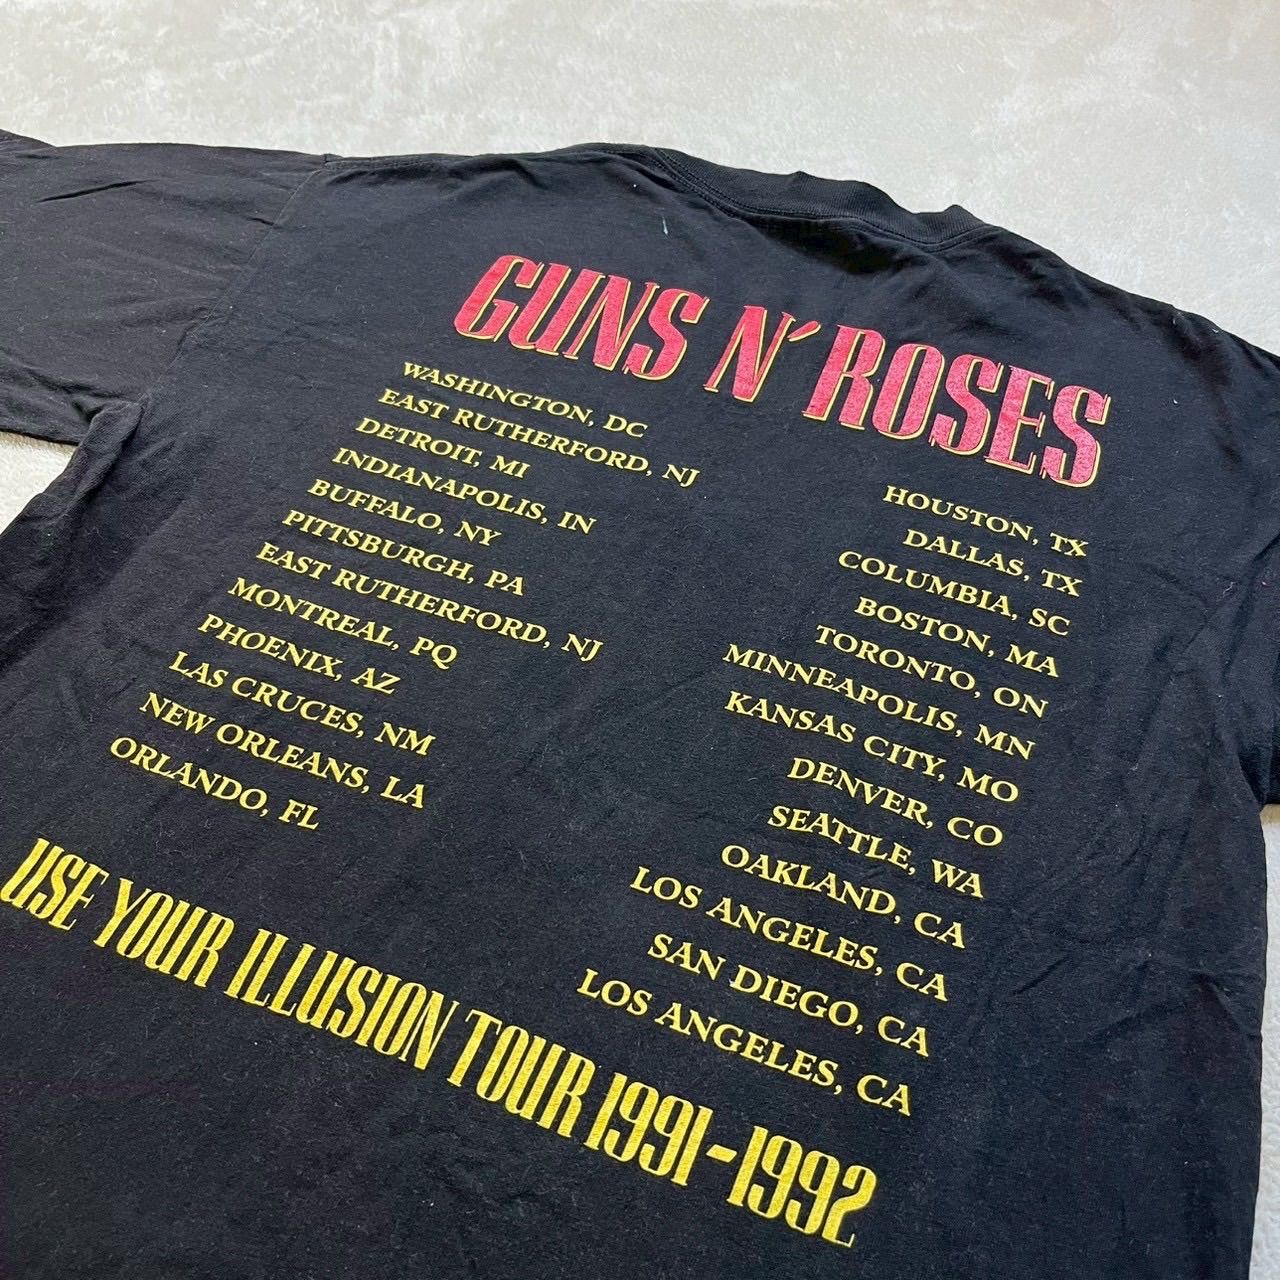 GUNS N' ROSES
WASHINGTON, DC
EAST RUTHERFORD, NJ
DETROIT, MI
INDIANAPOLIS, IN
BUFFALO, NY
PITTSBURGH, PA
EAST RUTHERFORD, NJ
MONTREAL, PQ
PHOENIX, AZ
LAS CRUCES, NM
NEW ORLEANS, LA
ORLANDO, FL
HOUSTON, TX
DALLAS, TX
COLUMBIA, SC
BOSTON, MA
TORONTO, ON
MINNEAPOLIS, MN
KANSAS CITY, MO
DENVER, CO
SEATTLE, WA
OAKLAND, CA
LOS ANGELES, CA
SAN DIEGO, CA
LOS ANGELES, CA
USE YOUR ILLUSION TOUR 1991-1992